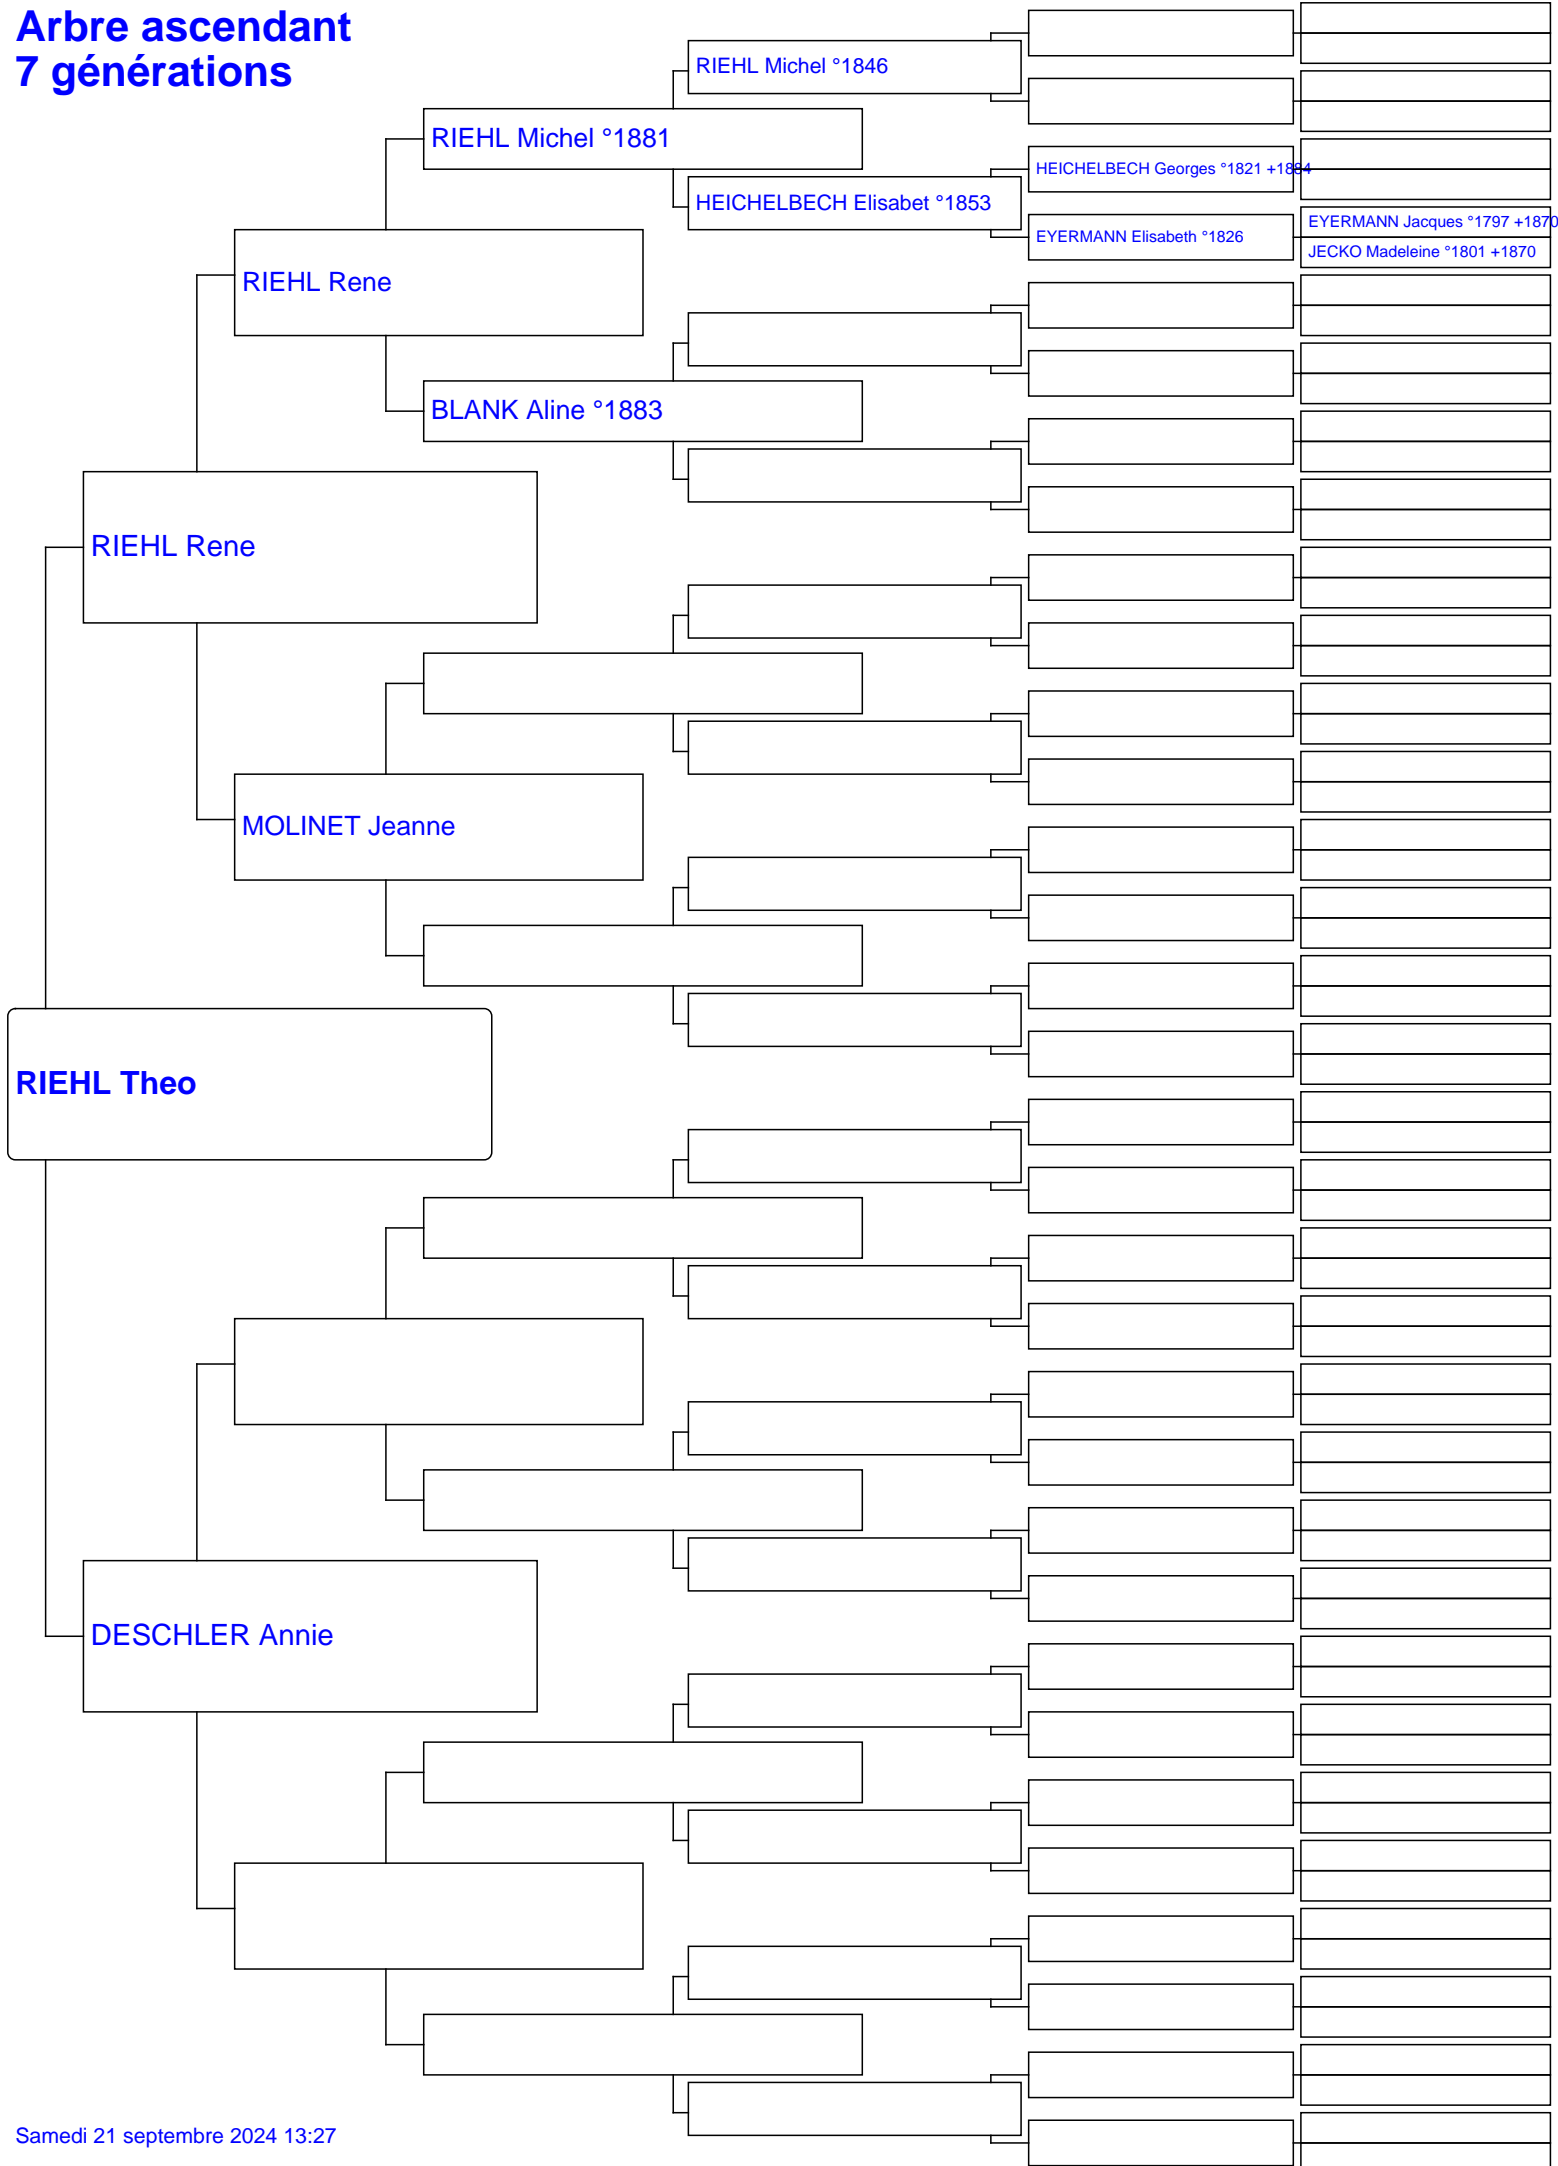 Arbre ascendant
7 générations
RIEHL Michel °1846
RIEHL Michel °1881
HEICHELBECH Georges °1821 +1884
HEICHELBECH Elisabet °1853
EYERMANN Jacques °1797 +1870
EYERMANN Elisabeth °1826
JECKO Madeleine °1801 +1870
RIEHL Rene
BLANK Aline °1883
RIEHL Rene
MOLINET Jeanne
RIEHL Theo
DESCHLER Annie
Samedi 21 septembre 2024 13:27